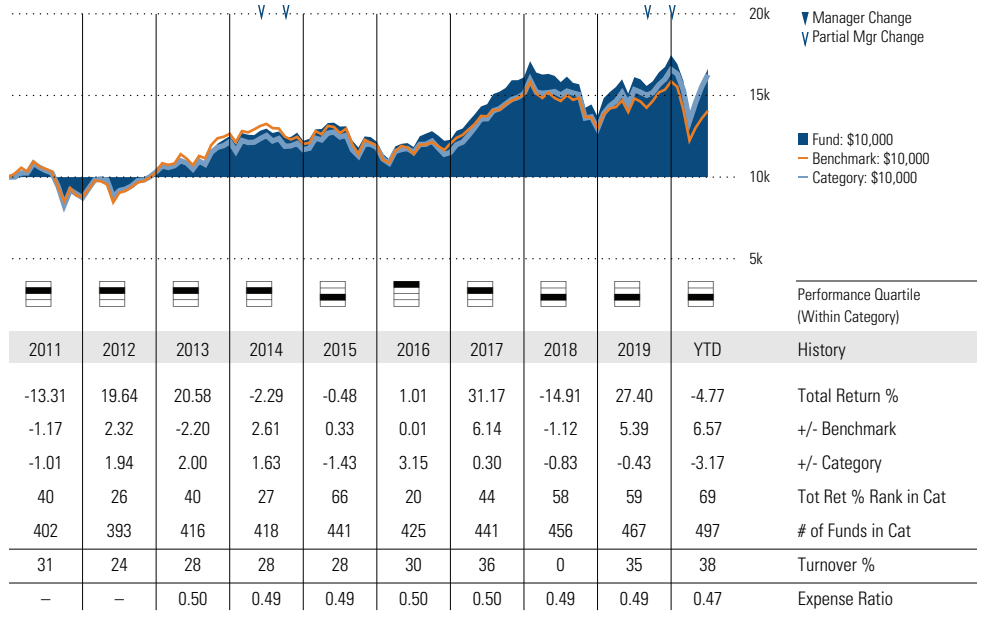 20k
15k
10k
5k
Manager Change
Partial Mgr Change
Fund: $10,000
Benchmark: $10,000
Category: $10,000
Performance Quartile
(Within Category)
2011 2012 2013 2014 2015 2016 2017 2018 2019 YTD History
-13.31 19.64 20.58 -2.29 -0.48 1.01 31.17 -14.91 27.40 -4.77 Total Return %
-1.17 2.32 -2.20 2.61 0.33 0.01 6.14 -1.12 5.39 6.57 +/- Benchmark
-1.01 1.94 2.00 1.63 -1.43 3.15 0.30 -0.83 -0.43 -3.17 +/- Category
40 26 40 27 66 20 44 58 59 69 Tot Ret % Rank in Cat
402 393 416 418 441 425 441 456 467 497 # of Funds in Cat
31 24 28 28 28 30 36 0 35 38 Turnover %
– – 0.50 0.49 0.49 0.50 0.50 0.49 0.49 0.47 Expense Ratio